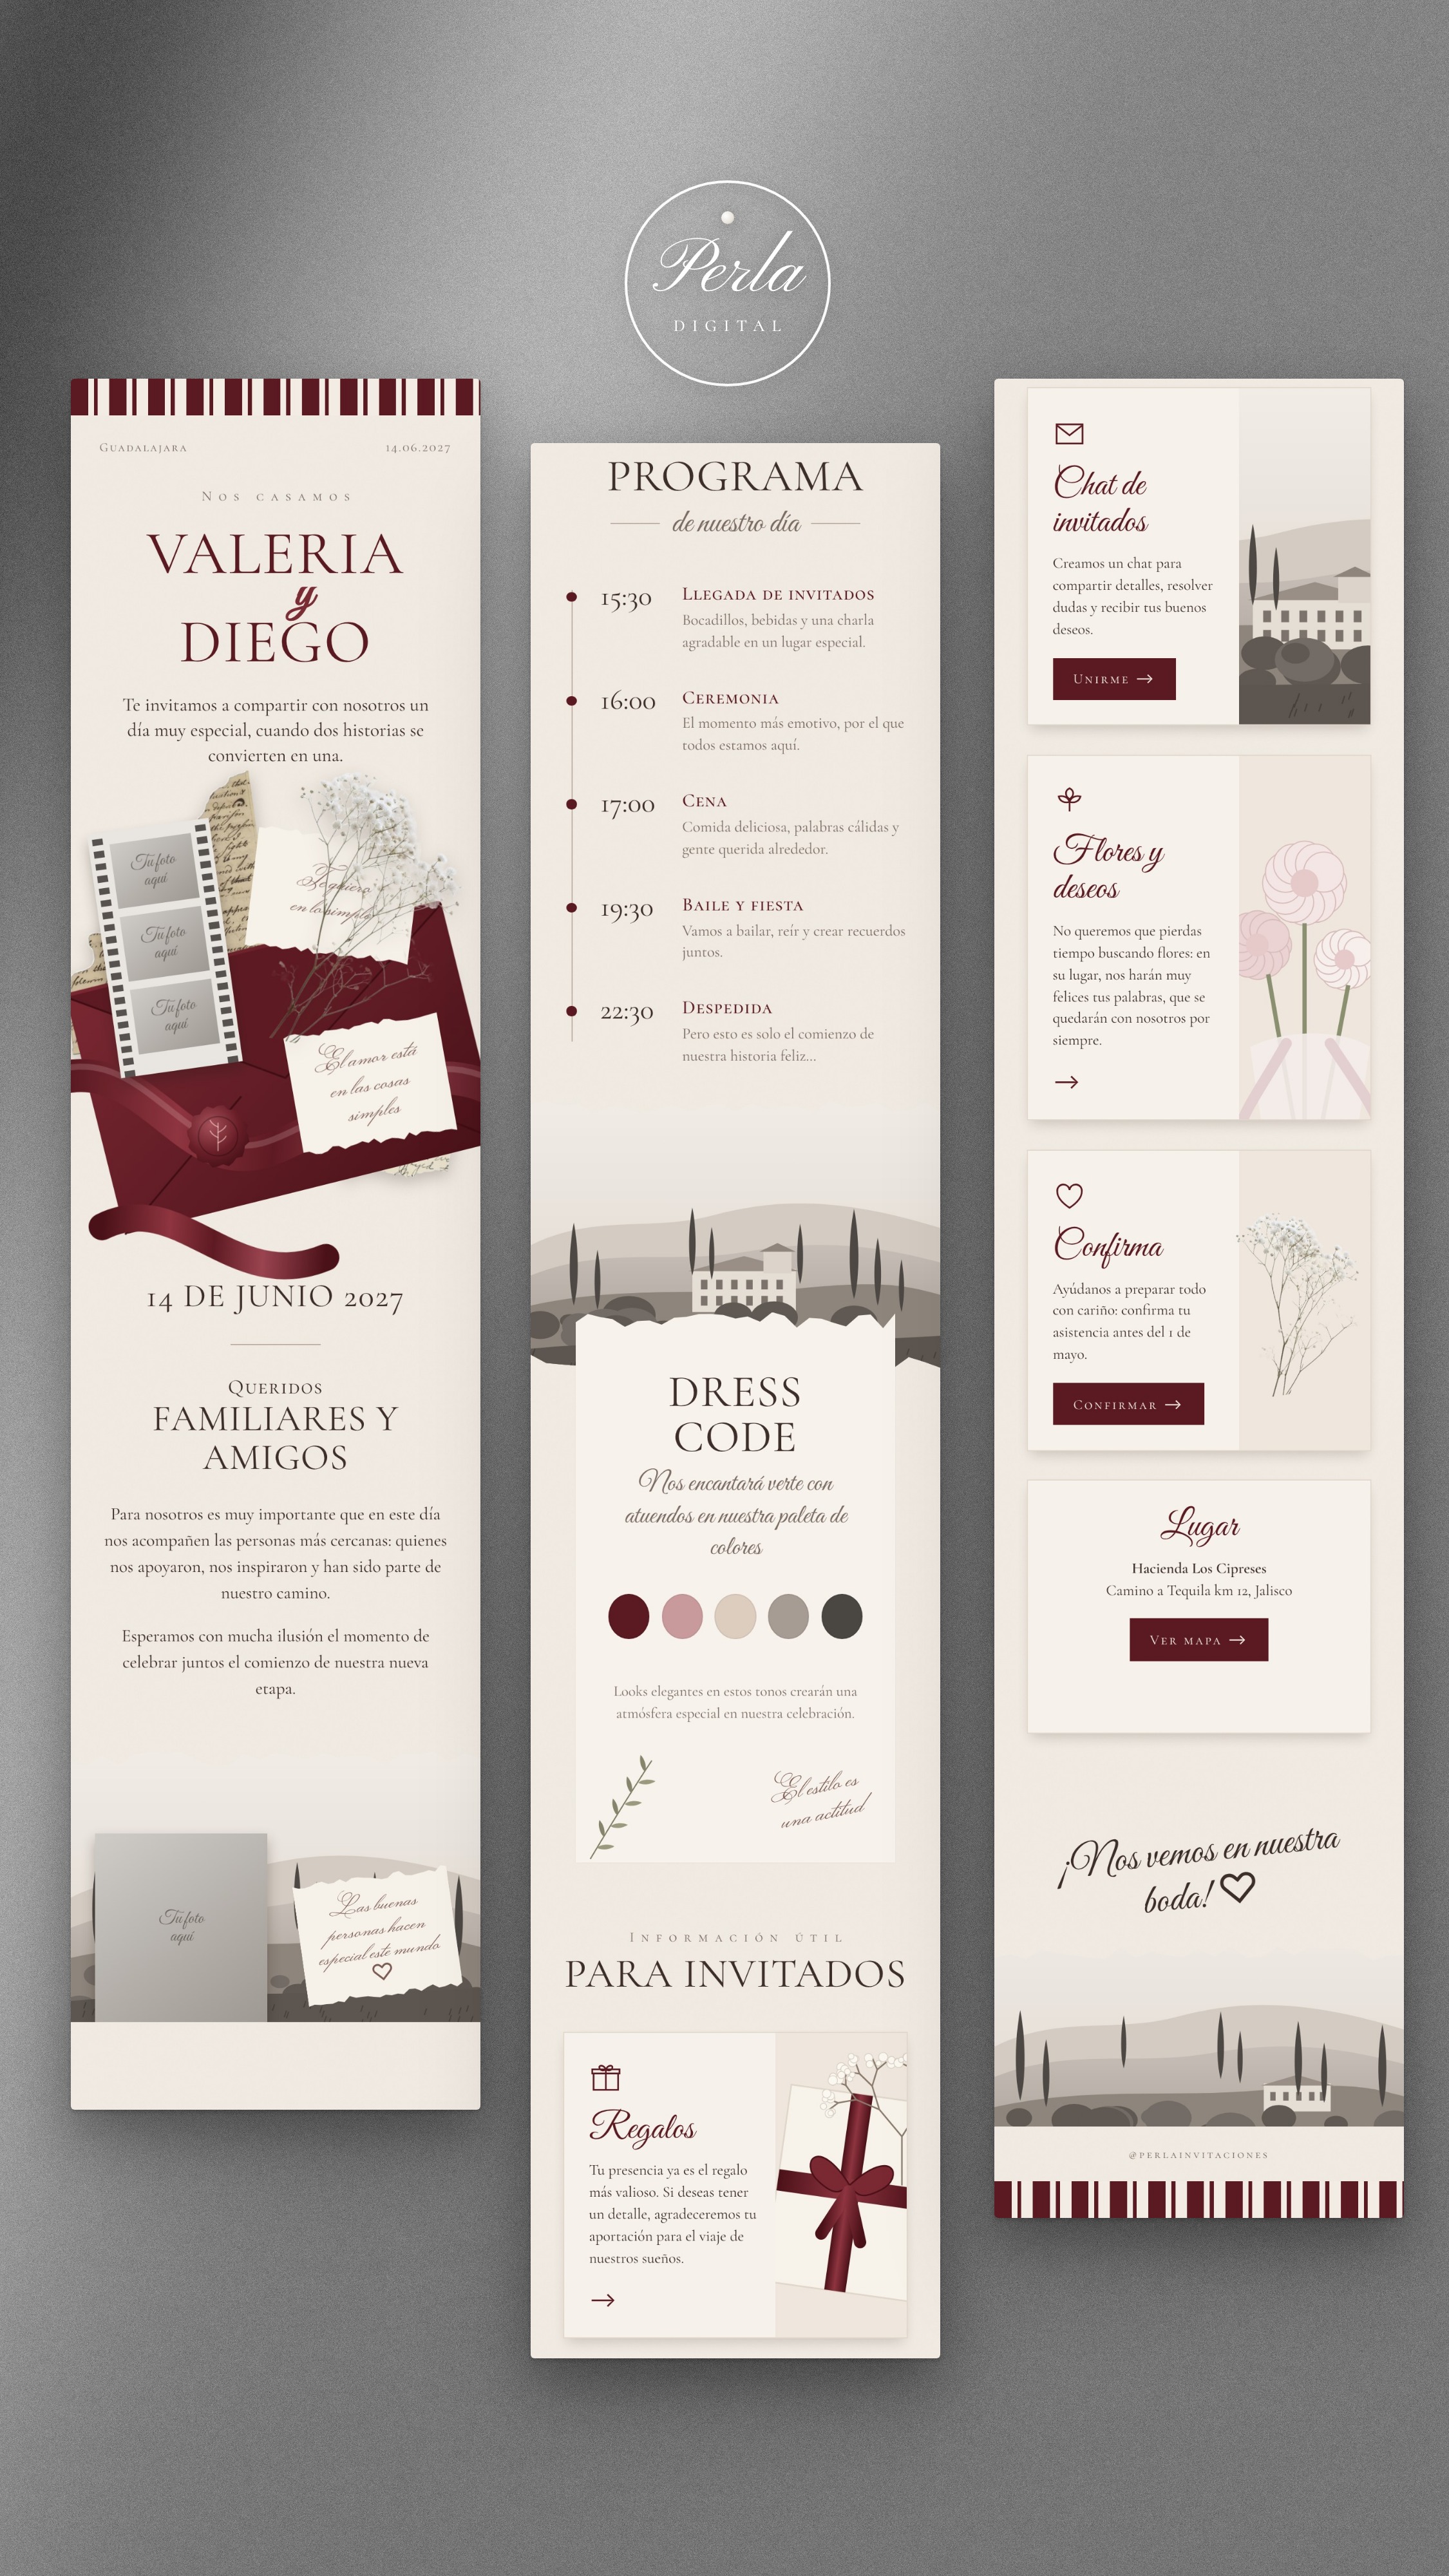 Perla
DIGITAL
GUADALAJARA
14.06.2027
NOS CASAMOS
VALERIA
y
DIEGO
Te invitamos a compartir con nosotros un
día muy especial, cuando dos historias se
convierten en una.
Tu foto
aquí
Tu foto
aquí
Tu foto
aquí
Te quiero
en lo simple
El amor está
en las cosas
simples
14 DE JUNIO 2027
QUERIDOS
FAMILIARES Y
AMIGOS
Para nosotros es muy importante que en este día
nos acompañen las personas más cercanas: quienes
nos apoyaron, nos inspiraron y han sido parte de
nuestro camino.
Esperamos con mucha ilusión el momento de
celebrar juntos el comienzo de nuestra nueva
etapa.
Tu foto
aquí
Las buenas
personas hacen
especial este mundo
PROGRAMA
de nuestro día
15:30
LLEGADA DE INVITADOS
Bocadillos, bebidas y una charla
agradable en un lugar especial.
16:00
CEREMONIA
El momento más emotivo, por el que
todos estamos aquí.
17:00
CENA
Comida deliciosa, palabras cálidas y
gente querida alrededor.
19:30
BAILE Y FIESTA
Vamos a bailar, reír y crear recuerdos
juntos.
22:30
DESPEDIDA
Pero esto es solo el comienzo de
nuestra historia feliz...
DRESS
CODE
Nos encantará verte con
atuendos en nuestra paleta de
colores
Looks elegantes en estos tonos crearán una
atmósfera especial en nuestra celebración.
El estilo es
una actitud
INFORMACIÓN ÚTIL
PARA INVITADOS
Regalos
Tu presencia ya es el regalo
más valioso. Si deseas tener
un detalle, agradeceremos tu
aportación para el viaje de
nuestros sueños.
→
Chat de
invitados
Creamos un chat para
compartir detalles, resolver
dudas y recibir tus buenos
deseos.
UNIRME →
Flores y
deseos
No queremos que pierdas
tiempo buscando flores: en
su lugar, nos harán muy
felices tus palabras, que se
quedarán con nosotros por
siempre.
→
Confirma
Ayúdanos a preparar todo
con cariño: confirma tu
asistencia antes del 1 de
mayo.
CONFIRMAR →
Lugar
Hacienda Los Cipreses
Camino a Tequila km 12, Jalisco
VER MAPA →
¡Nos vemos en nuestra
boda!
@PERLAINVITACIONES